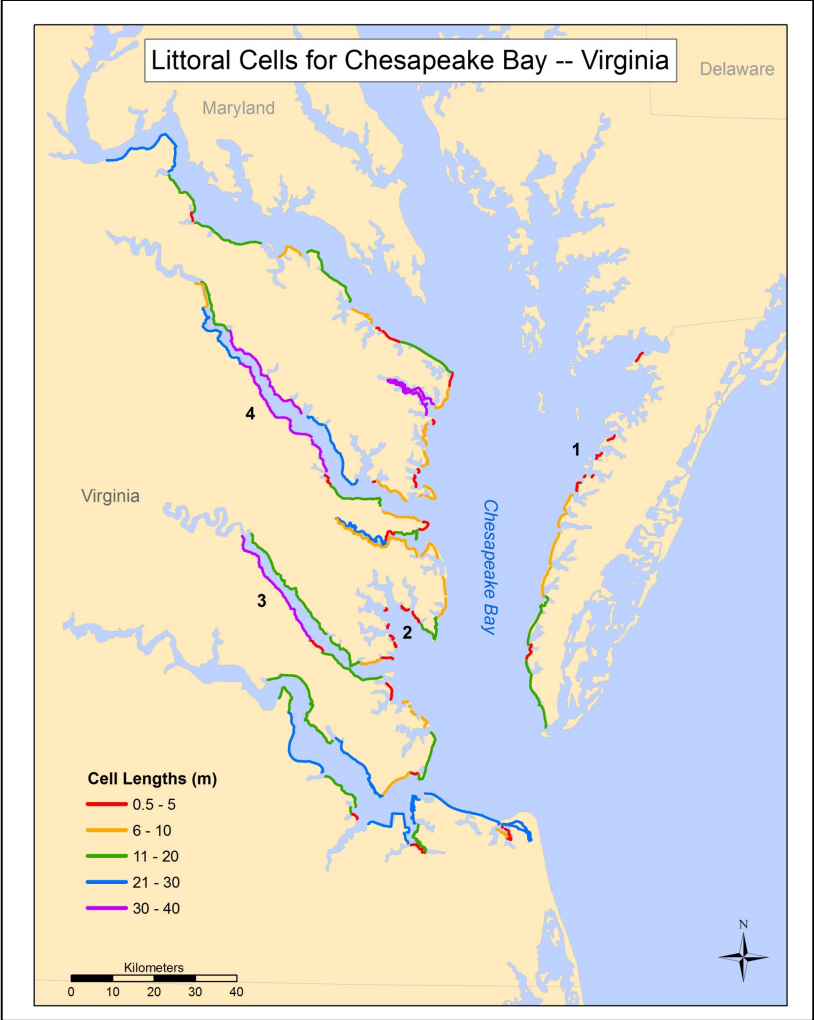 Littoral Cells for Chesapeake Bay -- Virginia
Delaware
Maryland
4
1
Virginia
Chesapeake Bay
3
2
Cell Lengths (m)
0.5 - 5
6 - 10
11 - 20
21 - 30
30 - 40
N
Kilometers
0 10 20 30 40